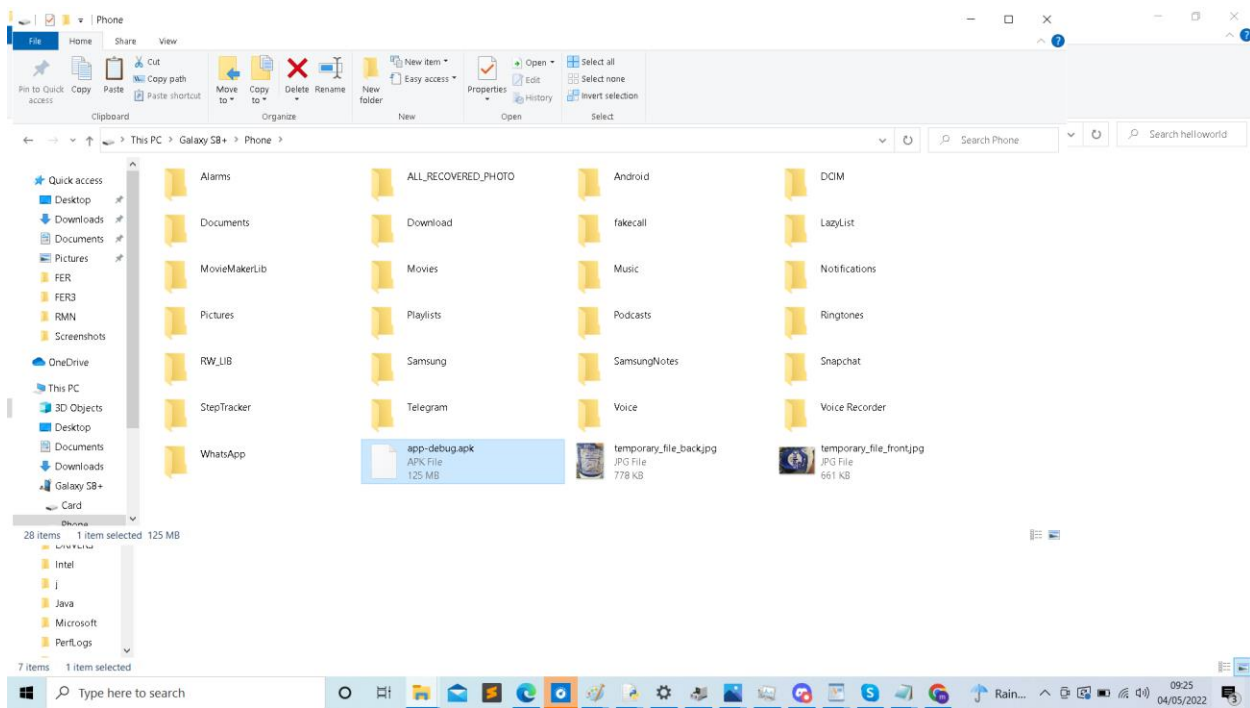 Phone
File Home Share View
Pin to Quick access
Copy
Paste
Cut
Copy path
Paste shortcut
Clipboard
Move to
Copy to
Delete
Rename
Organize
New folder
New item
Easy access
New
Properties
Open
Edit
History
Open
Select all
Select none
Invert selection
Select
This PC > Galaxy S8+ > Phone >
Search Phone
Search helloworld
Quick access
Desktop
Downloads
Documents
Pictures
FER
FER3
RMN
Screenshots
OneDrive
This PC
3D Objects
Desktop
Documents
Downloads
Galaxy S8+
Card
Phone
Alarms ALL_RECOVERED_PHOTO Android DCIM
Documents Download fakecall LazyList
MovieMakerLib Movies Music Notifications
Pictures Playlists Podcasts Ringtones
RW_LIB Samsung SamsungNotes Snapchat
StepTracker Telegram Voice Voice Recorder
WhatsApp app-debug.apk temporary_file_back.jpg temporary_file_front.jpg
APK File JPG File JPG File
125 MB 778 KB 661 KB
28 items 1 item selected 125 MB
Intel
j
Java
Microsoft
PerfLogs
7 items 1 item selected
Type here to search
Rain...
09:25
04/05/2022
3